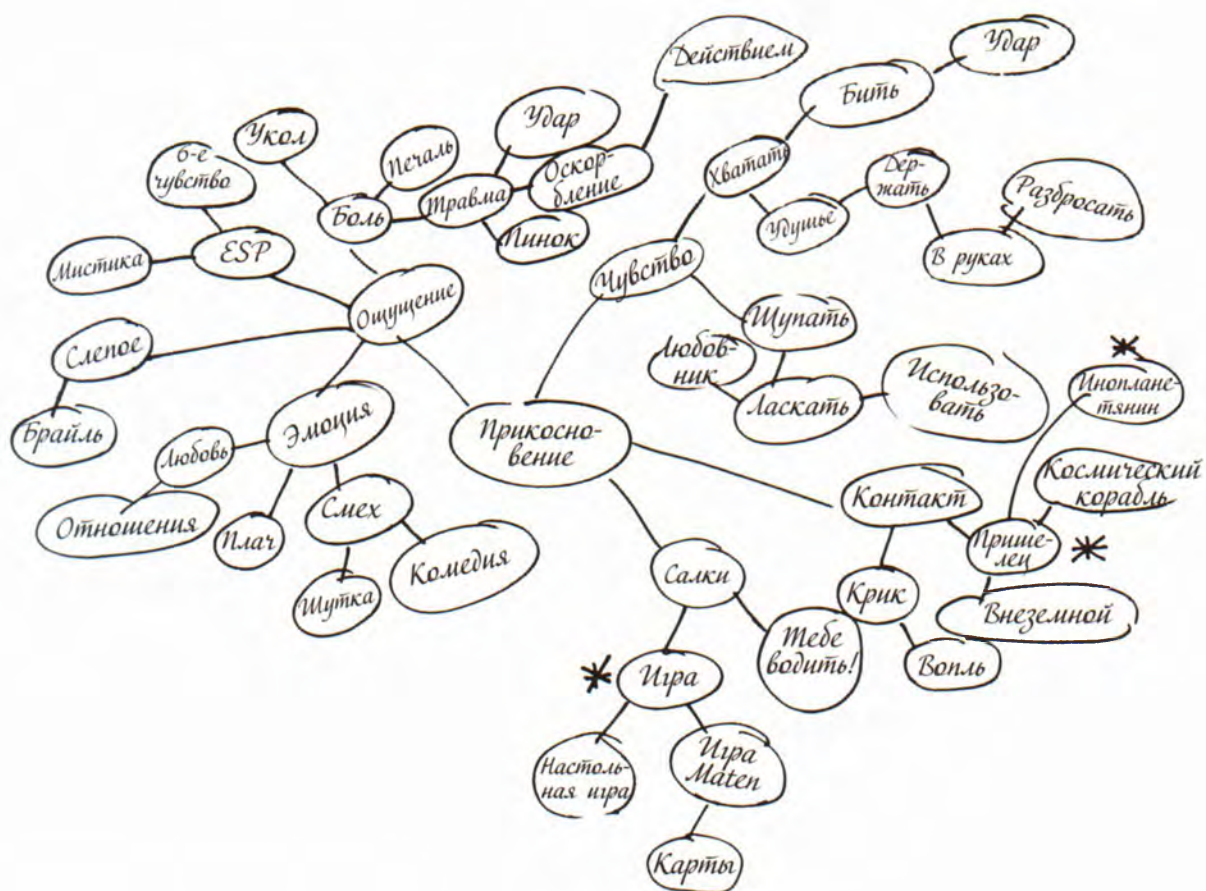 Действием
Удар
Бить
Удар
Укол
Печаль
6-е
чувство
Оскор-
бление
Хватать
Дер-
жать
Разбросать
Боль
Травма
Пинок
Удушье
В руках
ESP
Мистика
Чувство
Ощущение
Щупать
Слепое
Любов-
ник
Ласкать
Использо-
вать
Инoплане-
тянин
Брайль
Эмоция
Прикосно-
вение
Любовь
Отношения
Плач
Смех
Шутка
Комедия
Контакт
Космический
корабль
Прише-
лец
Салки
Крик
Внеземной
Тебе
водить!
Вопль
Игра
Настоль-
ная игра
Игра
Maten
Карты